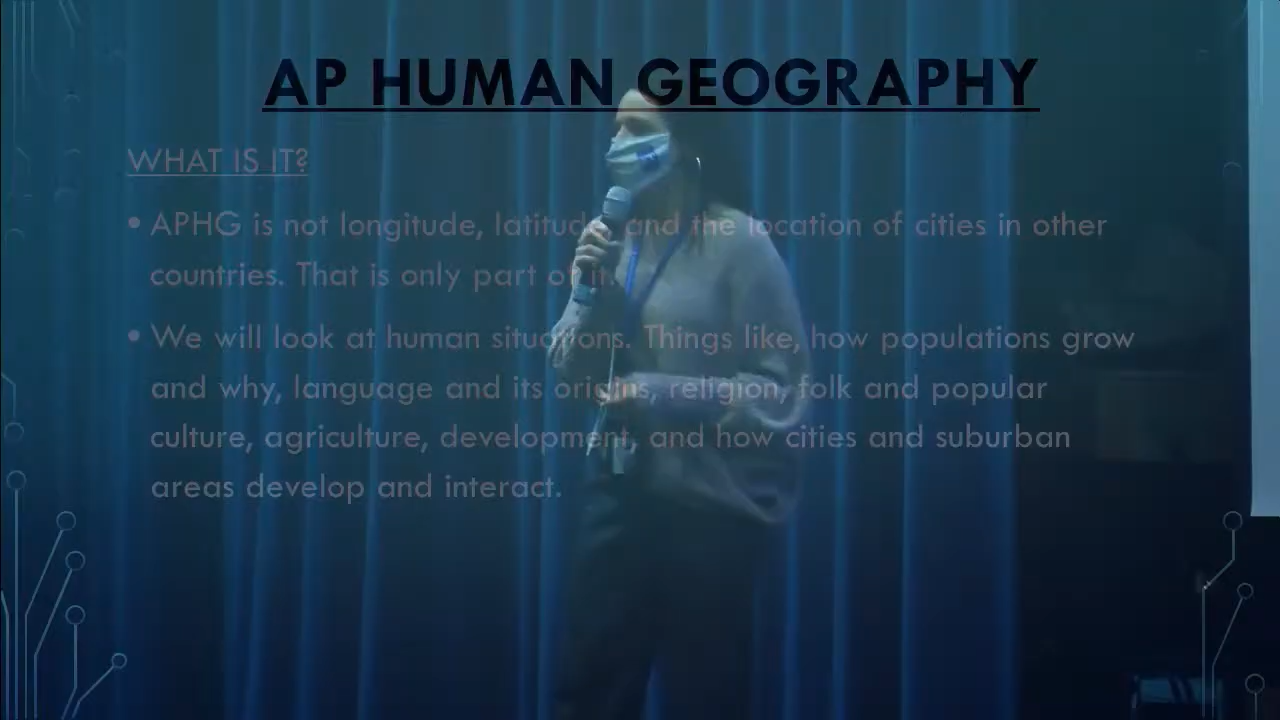 AP HUMAN GEOGRAPHY
WHAT IS IT?
• APHG is not longitude, latitude, and the location of cities in other
countries. That is only part of it.
• We will look at human situations. Things like, how populations grow
and why, language and its origins, religion, folk and popular
culture, agriculture, development, and how cities and suburban
areas develop and interact.